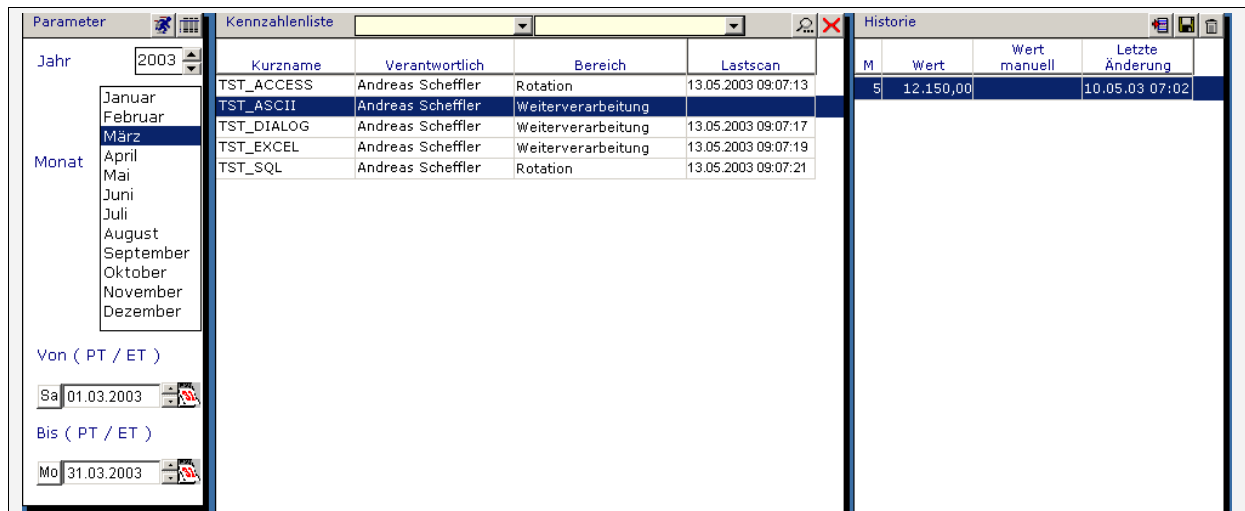 Parameter
Jahr 2003
Monat
Januar
Februar
März
April
Mai
Juni
Juli
August
September
Oktober
November
Dezember
Von ( PT / ET )
Sa 01.03.2003
Bis ( PT / ET )
Mo 31.03.2003
Kennzahlenliste
Kurzname Verantwortlich Bereich Lastscan
TST_ACCESS Andreas Scheffler Rotation 13.05.2003 09:07:13
TST_ASCII Andreas Scheffler Weiterverarbeitung
TST_DIALOG Andreas Scheffler Weiterverarbeitung 13.05.2003 09:07:17
TST_EXCEL Andreas Scheffler Weiterverarbeitung 13.05.2003 09:07:19
TST_SQL Andreas Scheffler Rotation 13.05.2003 09:07:21
Historie
M Wert Wert manuell Letzte Änderung
5 12.150,00 10.05.03 07:02